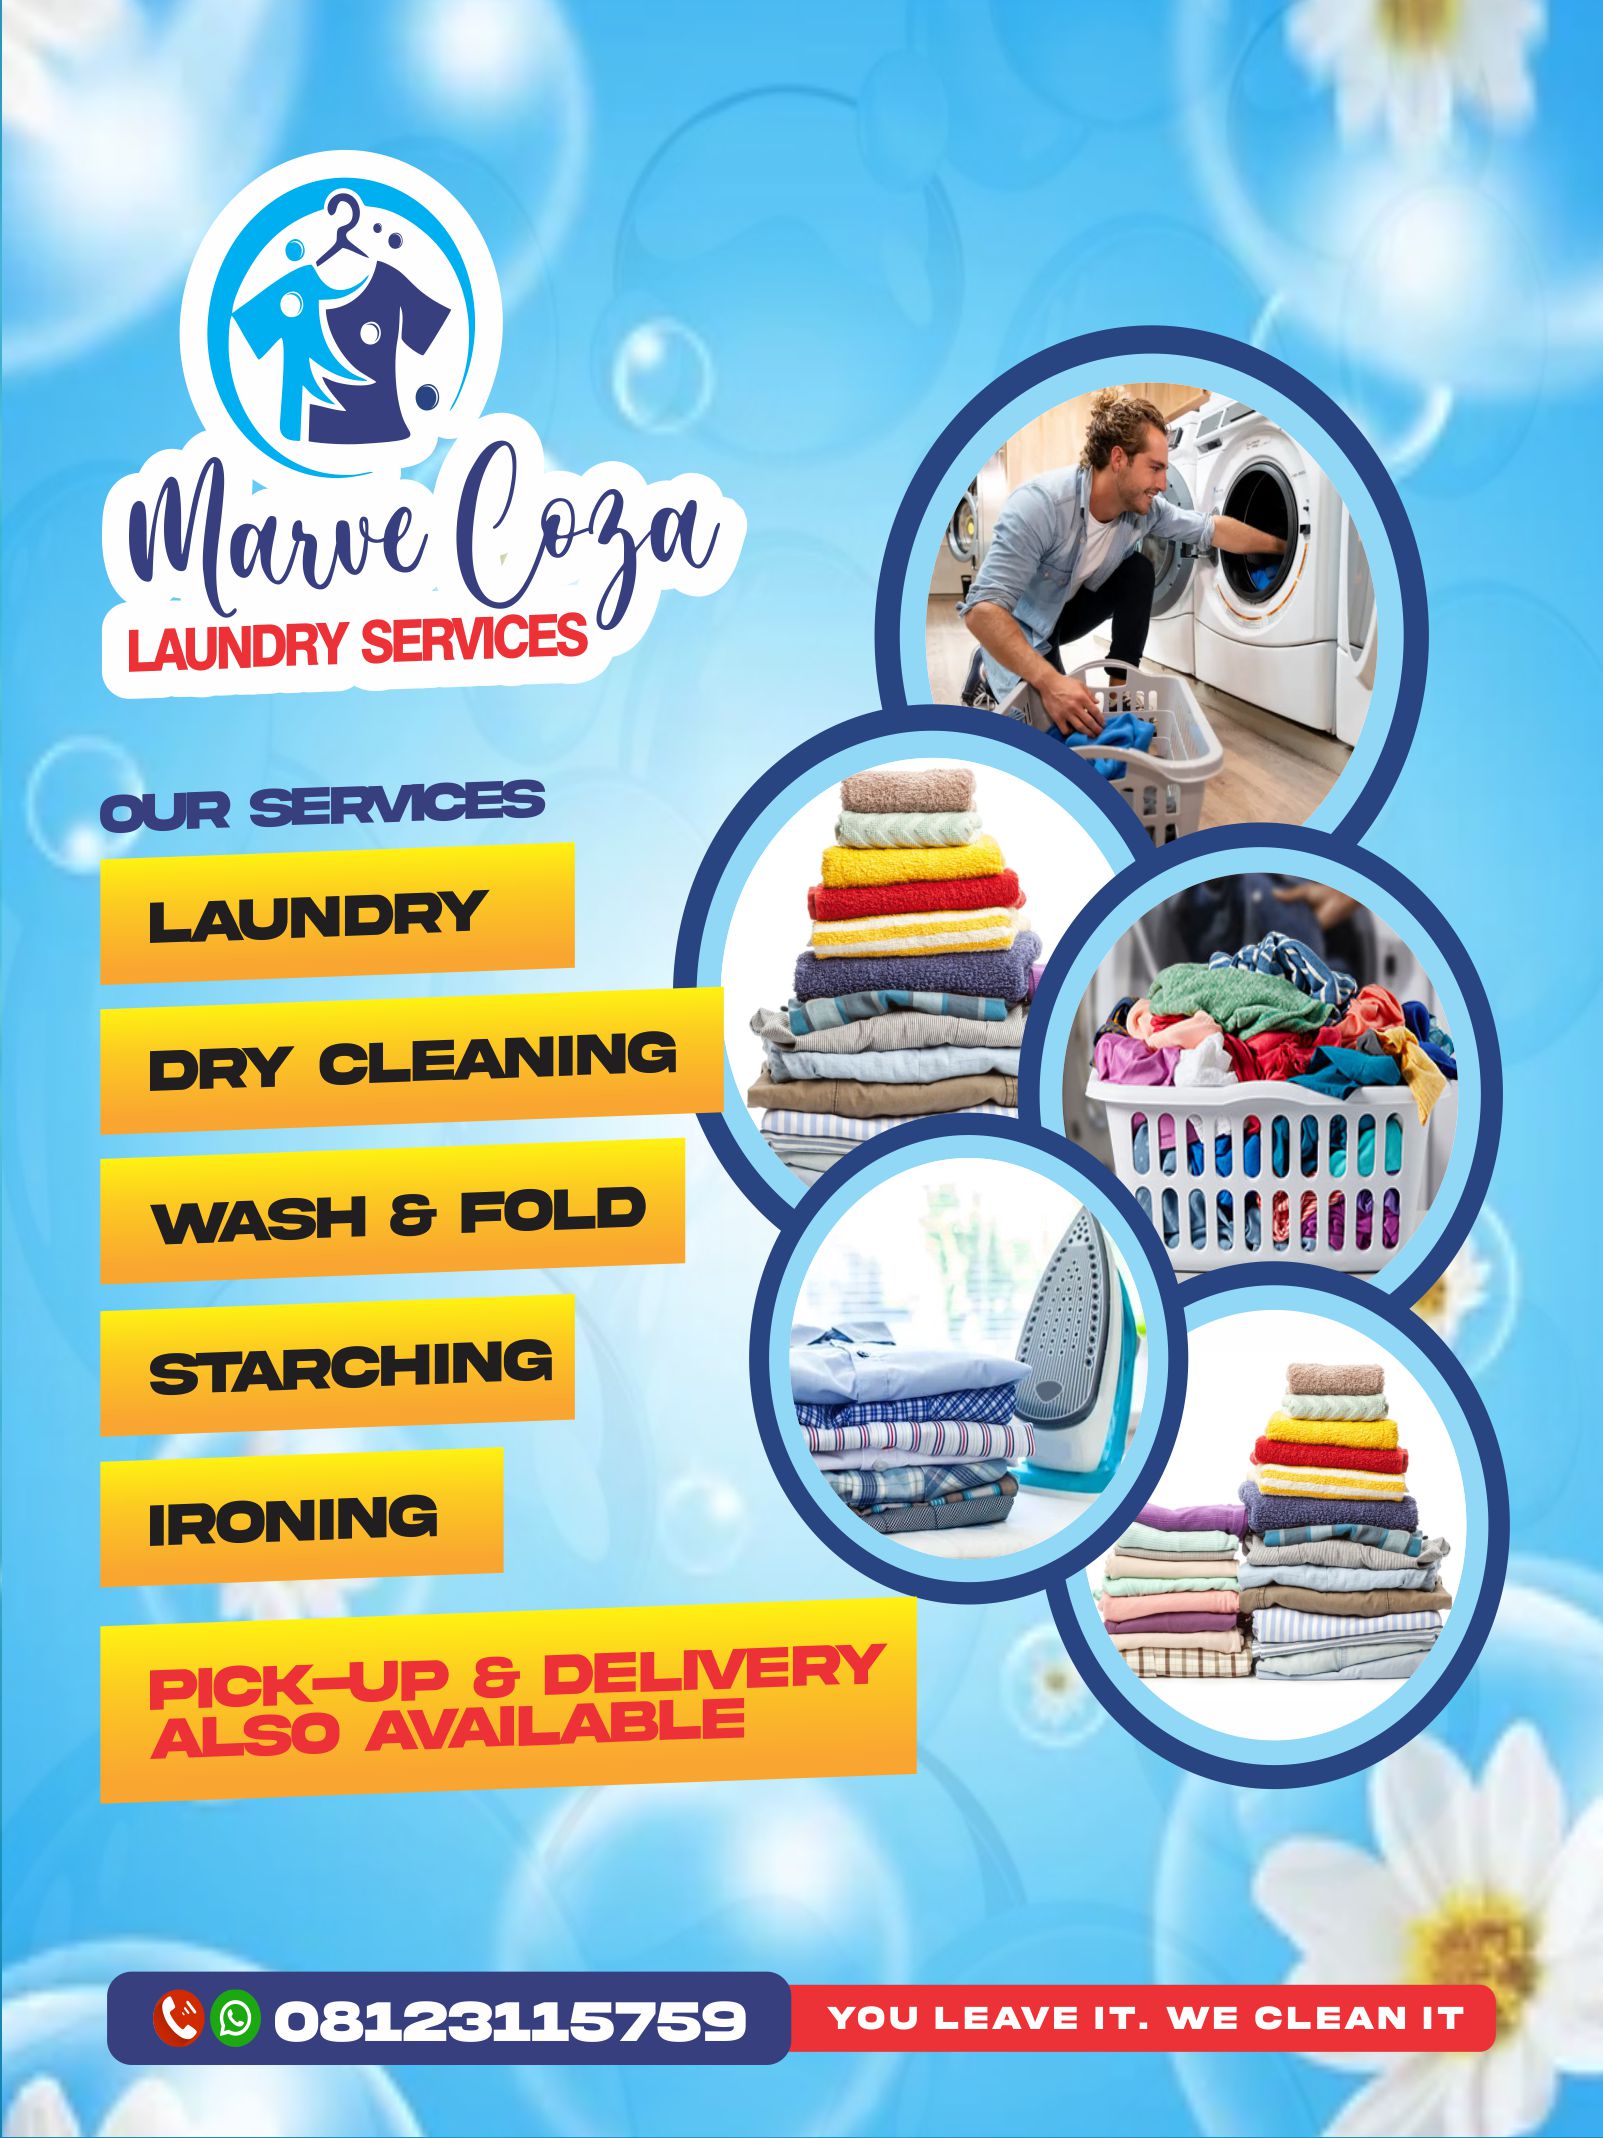 Marve Coza
LAUNDRY SERVICES
OUR SERVICES
LAUNDRY
DRY CLEANING
WASH & FOLD
STARCHING
IRONING
PICK-UP & DELIVERY
ALSO AVAILABLE
08123115759
YOU LEAVE IT. WE CLEAN IT